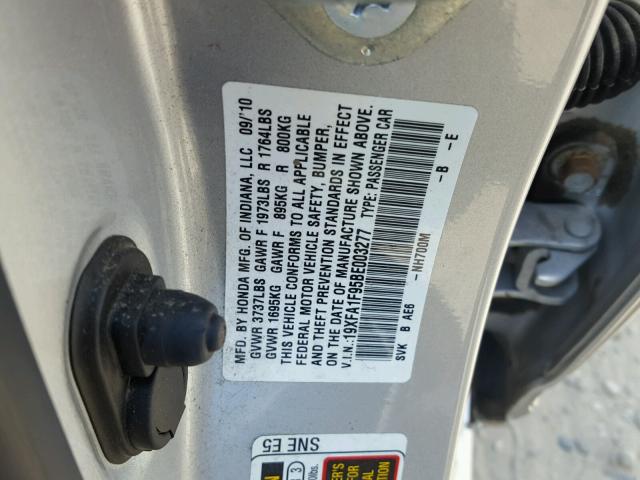 MFD. BY HONDA MFG. OF INDIANA, LLC 09/'10
GVWR 3737LBS GAWR F 1973LBS R 1764LBS
GVWR 1695KG GAWR F 895KG R 800KG
THIS VEHICLE CONFORMS TO ALL APPLICABLE
FEDERAL MOTOR VEHICLE SAFETY, BUMPER,
AND THEFT PREVENTION STANDARDS IN EFFECT
ON THE DATE OF MANUFACTURE SHOWN ABOVE.
V.I.N.:19XFA1F95BE003277 TYPE: PASSENGER CAR
-NH700M -B -E
SVK B AE6
SNE E5